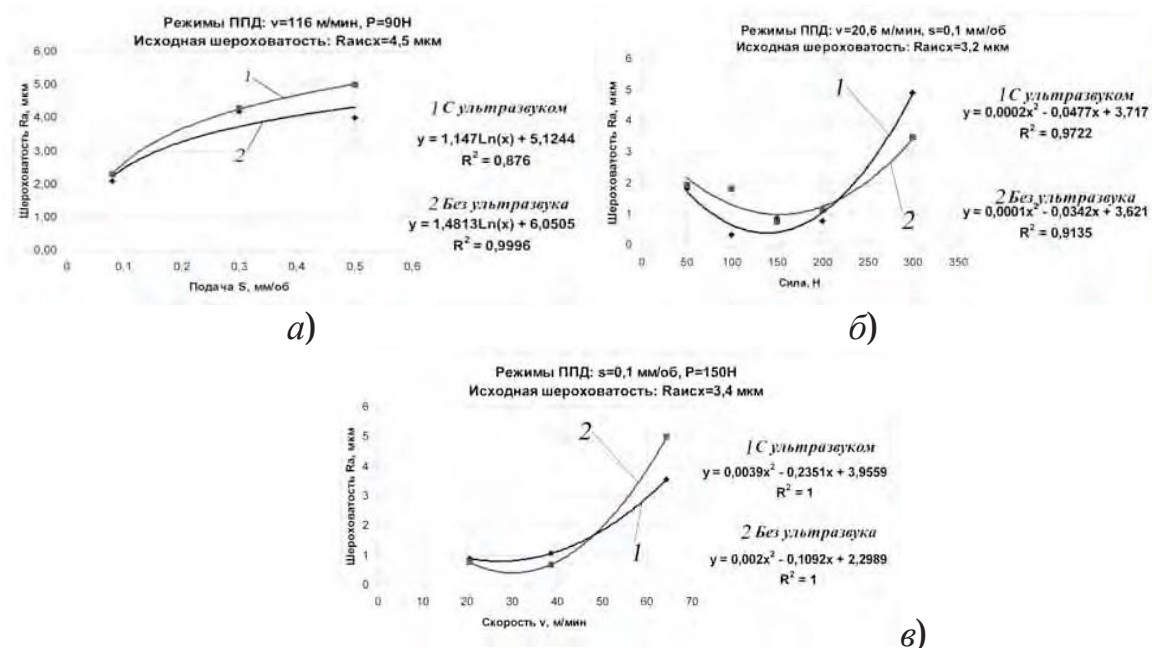 Режимы ППД: v=116 м/мин, P=90Н
Исходная шероховатость: Rаисх=4,5 мкм
Шероховатость Ra, мкм
6,00
5,00
4,00
3,00
2,00
1,00
0,00
0
0,1
0,2
0,3
0,4
0,5
0,6
Подача S, мм/об
1
2
1 С ультразвуком
y = 1,147Ln(x) + 5,1244
R² = 0,876
2 Без ультразвука
y = 1,4813Ln(x) + 6,0505
R² = 0,9996
а)
Режимы ППД: v=20,6 м/мин, s=0,1 мм/об
Исходная шероховатость: Rаисх=3,2 мкм
Шероховатость Ra, мкм
6
5
4
3
2
1
0
0
50
100
150
200
250
300
350
Сила, Н
1
2
1 С ультразвуком
y = 0,0002x² - 0,0477x + 3,717
R² = 0,9722
2 Без ультразвука
y = 0,0001x² - 0,0342x + 3,621
R² = 0,9135
б)
Режимы ППД: s=0,1 мм/об, P=150Н
Исходная шероховатость: Rаисх=3,4 мкм
Шероховатость Ra, мкм
6
5
4
3
2
1
0
0
10
20
30
40
50
60
70
Скорость v, м/мин
2
1
1 С ультразвуком
y = 0,0039x² - 0,2351x + 3,9559
R² = 1
2 Без ультразвука
y = 0,002x² - 0,1092x + 2,2989
R² = 1
в)